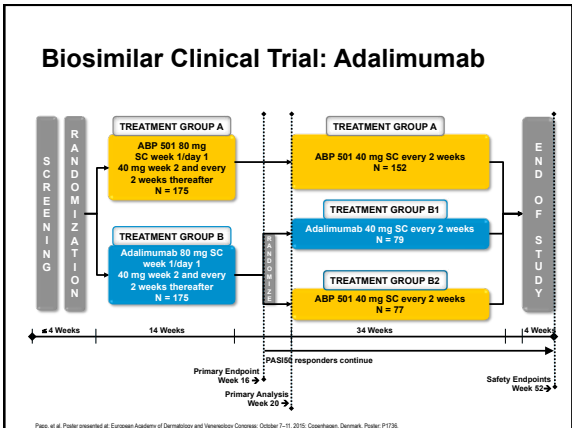 Biosimilar Clinical Trial: Adalimumab
SCREENING
RANDOMIZATION
TREATMENT GROUP A
ABP 501 80 mg
SC week 1/day 1
40 mg week 2 and every
2 weeks thereafter
N = 175
TREATMENT GROUP B
Adalimumab 80 mg SC
week 1/day 1
40 mg week 2 and every
2 weeks thereafter
N = 175
RANDOMIZE
TREATMENT GROUP A
ABP 501 40 mg SC every 2 weeks
N = 152
TREATMENT GROUP B1
Adalimumab 40 mg SC every 2 weeks
N = 79
TREATMENT GROUP B2
ABP 501 40 mg SC every 2 weeks
N = 77
END OF STUDY
≤ 4 Weeks
14 Weeks
34 Weeks
4 Weeks
PASI50 responders continue
Primary Endpoint
Week 16
Primary Analysis
Week 20
Safety Endpoints
Week 52
Papp, et al. Poster presented at: European Academy of Dermatology and Venereology Congress; October 7–11, 2015; Copenhagen, Denmark. Poster: P1736.